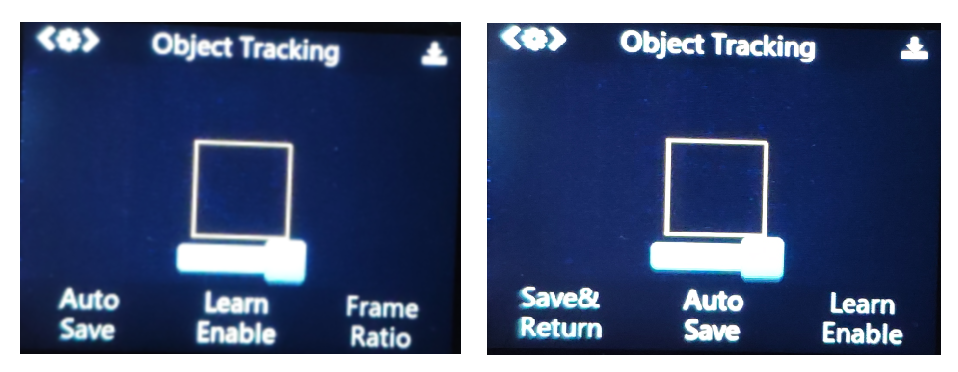 Object Tracking
Auto
Save
Learn
Enable
Frame
Ratio
Object Tracking
Save&
Return
Auto
Save
Learn
Enable